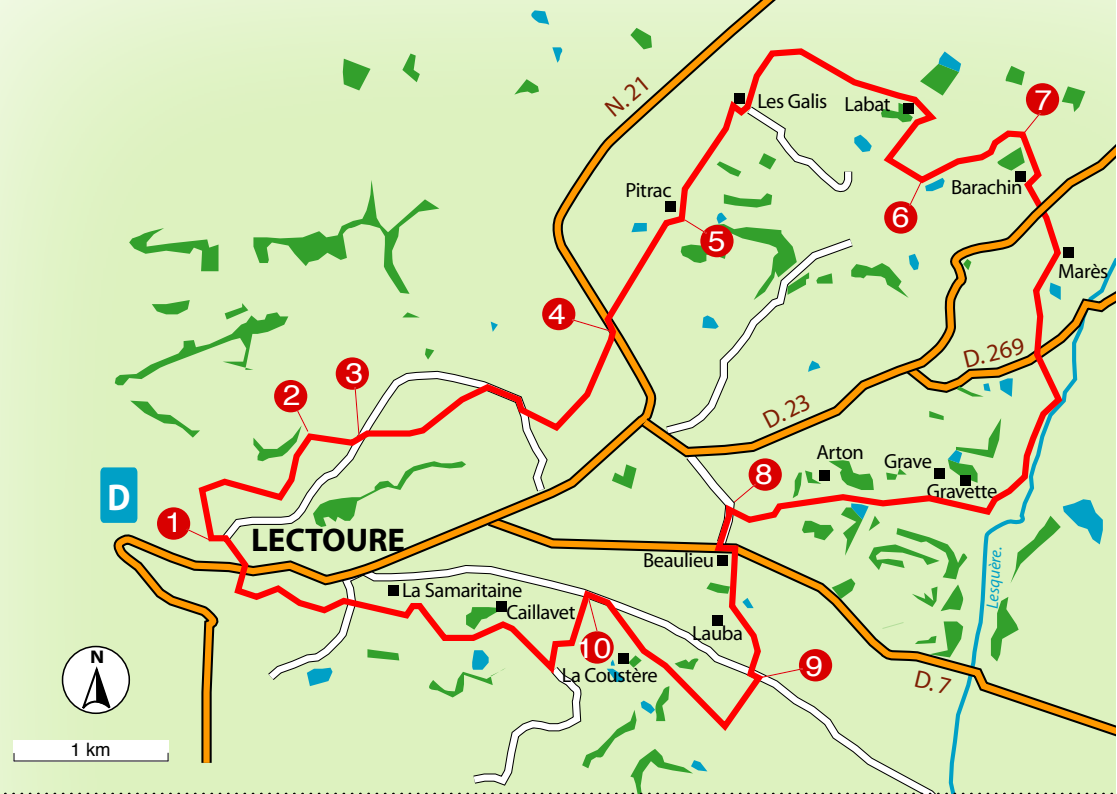 N.21
Les Galis
Labat
7
Pitrac
Barachin
6
5
Marès
4
D.269
3
2
D.23
Arton
Grave
8
Gravette
D
1
LECTOURE
Beaulieu
Lesquère.
La Samaritaine
Caillavet
Lauba
10
9
La Coustère
D.7
N
1 km